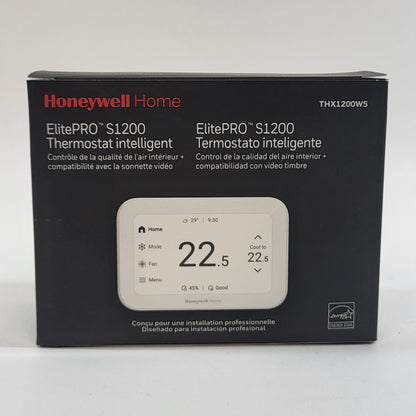 Honeywell Home
THX1200W5
ElitePRO™ S1200
Thermostat intelligent
Contrôle de la qualité de l'air intérieur +
compatibilité avec la sonnette vidéo
ElitePRO™ S1200
Termostato inteligente
Control de la calidad del aire interior +
compatibilidad con video timbre
29° | 9:30
Home
Mode
Fan
Menu
22.5
Cool to
22.5
45% | Good
Honeywell Home
Conçu pour une installation professionnelle
Diseñado para instalación profesional
ENERGY STAR